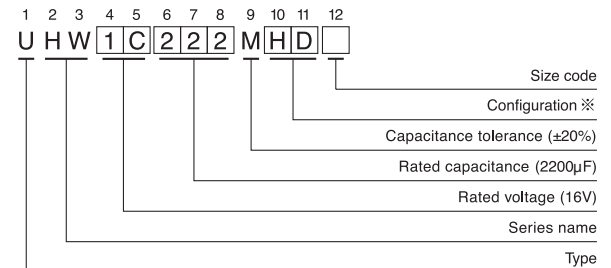 1 2 3 4 5 6 7 8 9 10 11 12
U H W 1 C 2 2 2 M H D
Size code
Configuration ※
Capacitance tolerance (±20%)
Rated capacitance (2200µF)
Rated voltage (16V)
Series name
Type